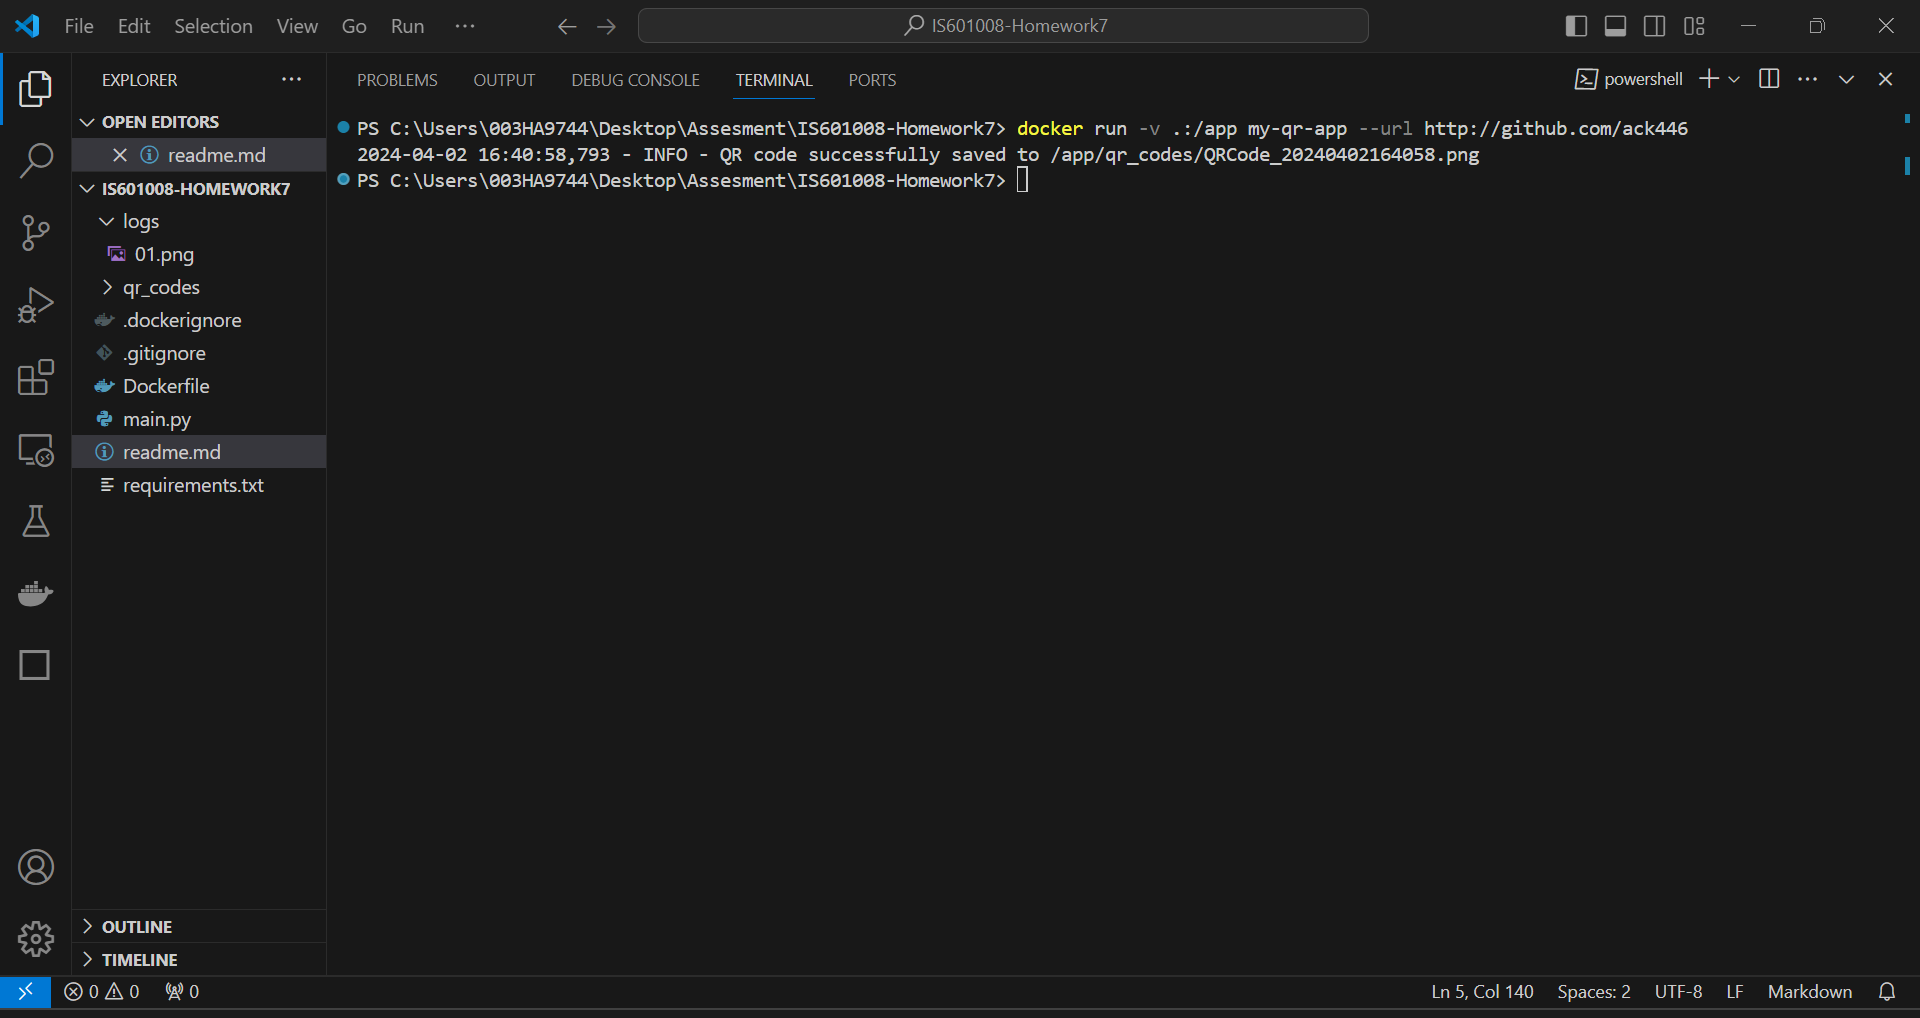 File Edit Selection View Go Run ···
IS601008-Homework7
EXPLORER ···
OPEN EDITORS
readme.md
IS601008-HOMEWORK7
logs
01.png
qr_codes
.dockerignore
.gitignore
Dockerfile
main.py
readme.md
requirements.txt
OUTLINE
TIMELINE
PROBLEMS OUTPUT DEBUG CONSOLE TERMINAL PORTS
powershell
PS C:\Users\003HA9744\Desktop\Assesment\IS601008-Homework7> docker run -v .:/app my-qr-app --url http://github.com/ack446
2024-04-02 16:40:58,793 - INFO - QR code successfully saved to /app/qr_codes/QRCode_20240402164058.png
PS C:\Users\003HA9744\Desktop\Assesment\IS601008-Homework7>
0 0 0
Ln 5, Col 140 Spaces: 2 UTF-8 LF Markdown